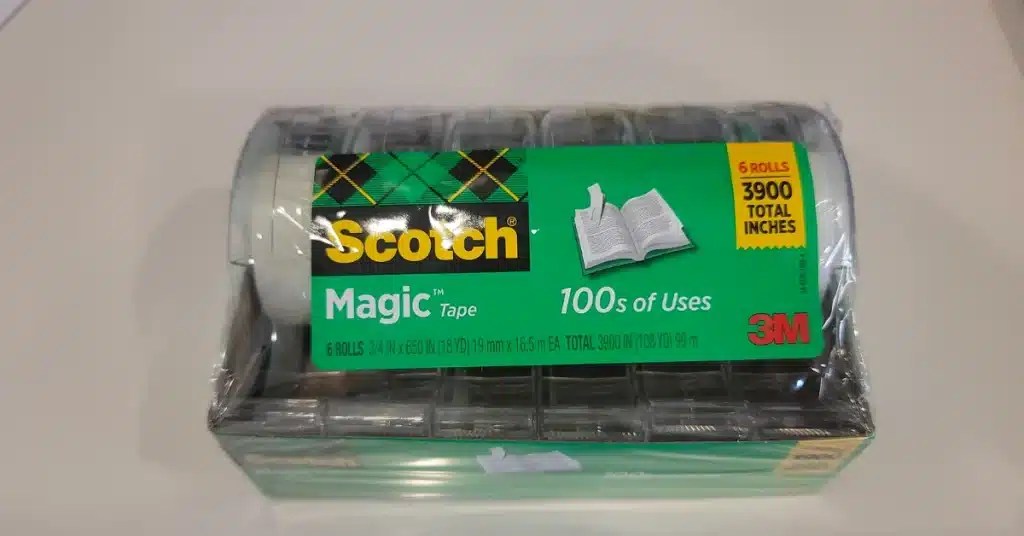 Scotch®
Magic™ Tape
6 ROLLS 3/4 IN x 650 IN (18 YD) 19 mm x 16.5 m EA TOTAL 3900 IN (108 YD) 99 m
100s of Uses
6 ROLLS
3900
TOTAL
INCHES
3M